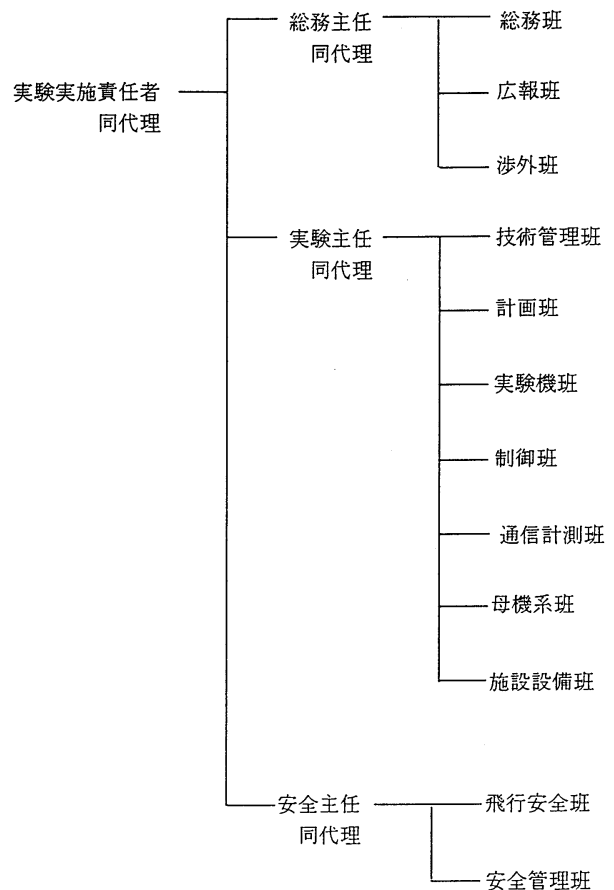 実験実施責任者
同代理
総務主任
同代理
総務班
広報班
渉外班
実験主任
同代理
技術管理班
計画班
実験機班
制御班
通信計測班
母機系班
施設設備班
安全主任
同代理
飛行安全班
安全管理班